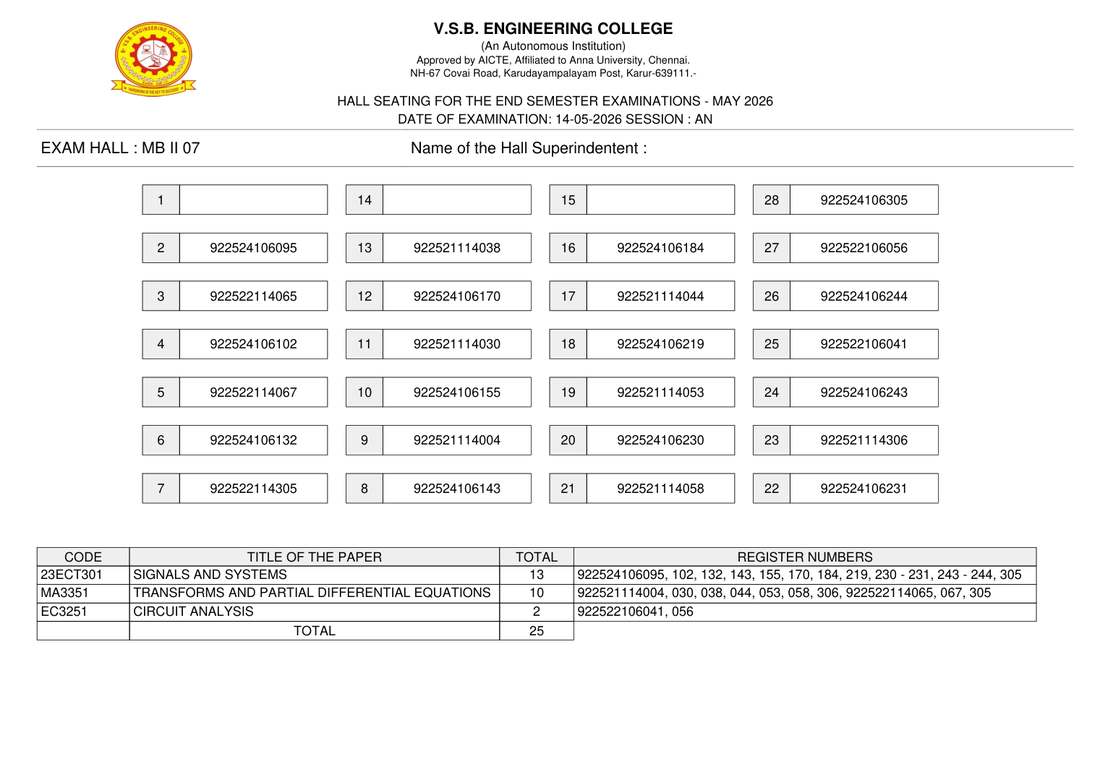 V.S.B. ENGINEERING COLLEGE
(An Autonomous Institution)
Approved by AICTE, Affiliated to Anna University, Chennai.
NH-67 Covai Road, Karudayampalayam Post, Karur-639111.-
HALL SEATING FOR THE END SEMESTER EXAMINATIONS - MAY 2026
DATE OF EXAMINATION: 14-05-2026 SESSION : AN
EXAM HALL : MB II 07 Name of the Hall Superindentent :
1 14 15 28 922524106305
2 922524106095 13 922521114038 16 922524106184 27 922522106056
3 922522114065 12 922524106170 17 922521114044 26 922524106244
4 922524106102 11 922521114030 18 922524106219 25 922522106041
5 922522114067 10 922524106155 19 922521114053 24 922524106243
6 922524106132 9 922521114004 20 922524106230 23 922521114306
7 922522114305 8 922524106143 21 922521114058 22 922524106231
CODE TITLE OF THE PAPER TOTAL REGISTER NUMBERS
23ECT301 SIGNALS AND SYSTEMS 13 922524106095, 102, 132, 143, 155, 170, 184, 219, 230 - 231, 243 - 244, 305
MA3351 TRANSFORMS AND PARTIAL DIFFERENTIAL EQUATIONS 10 922521114004, 030, 038, 044, 053, 058, 306, 922522114065, 067, 305
EC3251 CIRCUIT ANALYSIS 2 922522106041, 056
TOTAL 25